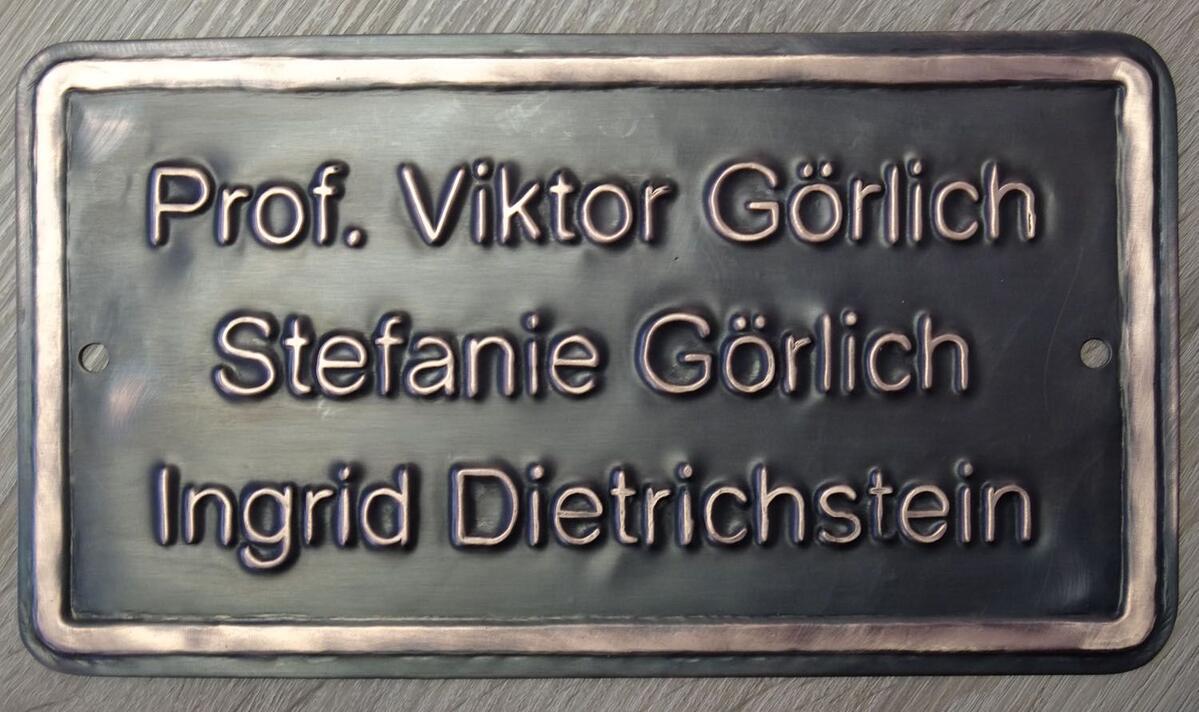 Prof. Viktor Görlich
Stefanie Görlich
Ingrid Dietrichstein